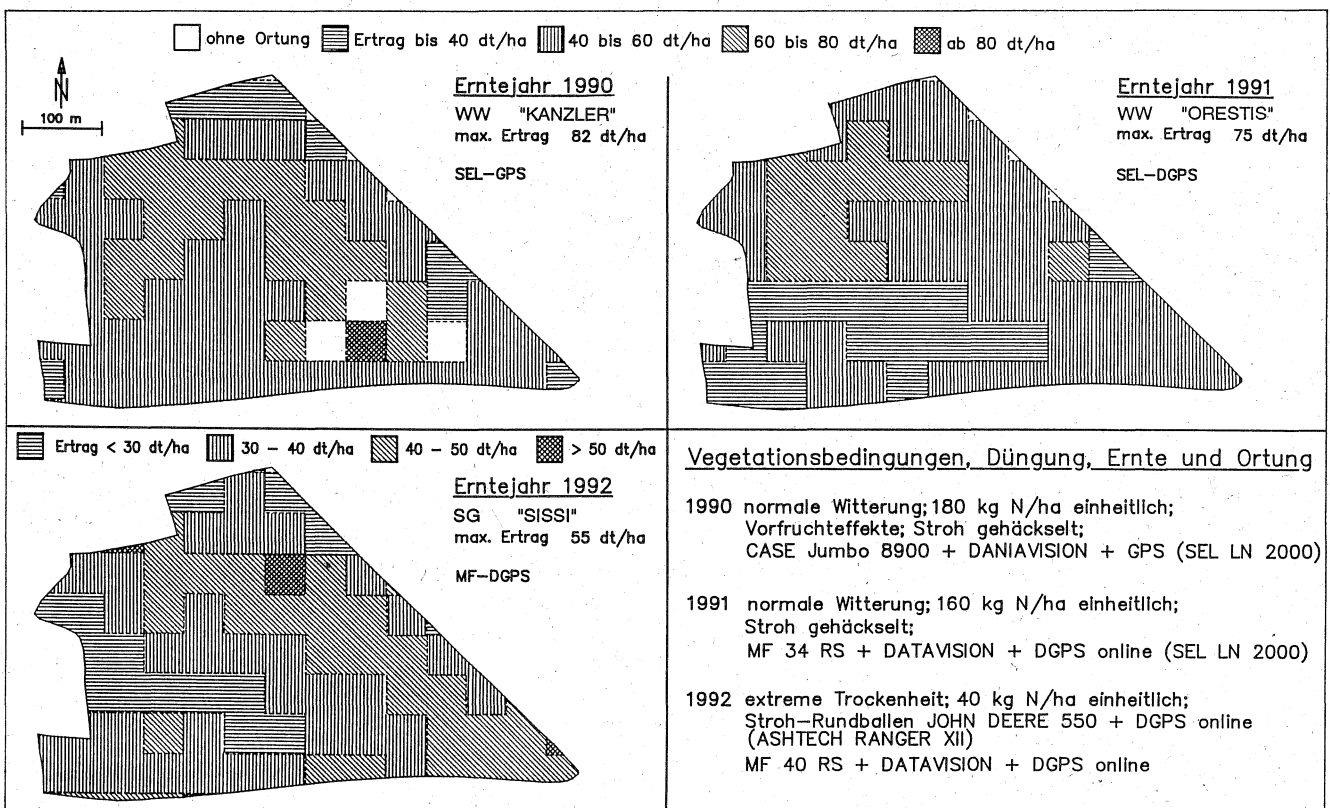 ohne Ortung Ertrag bis 40 dt/ha 40 bis 60 dt/ha 60 bis 80 dt/ha ab 80 dt/ha
N
100 m
Erntejahr 1990
WW "KANZLER"
max. Ertrag 82 dt/ha
SEL-GPS
Erntejahr 1991
WW "ORESTIS"
max. Ertrag 75 dt/ha
SEL-DGPS
Ertrag < 30 dt/ha 30 - 40 dt/ha 40 - 50 dt/ha > 50 dt/ha
Erntejahr 1992
SG "SISSI"
max. Ertrag 55 dt/ha
MF-DGPS
Vegetationsbedingungen, Düngung, Ernte und Ortung
1990 normale Witterung; 180 kg N/ha einheitlich;
Vorfruchteffekte; Stroh gehäckselt;
CASE Jumbo 8900 + DANIAVISION + GPS (SEL LN 2000)
1991 normale Witterung; 160 kg N/ha einheitlich;
Stroh gehäckselt;
MF 34 RS + DATAVISION + DGPS online (SEL LN 2000)
1992 extreme Trockenheit; 40 kg N/ha einheitlich;
Stroh-Rundballen JOHN DEERE 550 + DGPS online
(ASHTECH RANGER XII)
MF 40 RS + DATAVISION + DGPS online